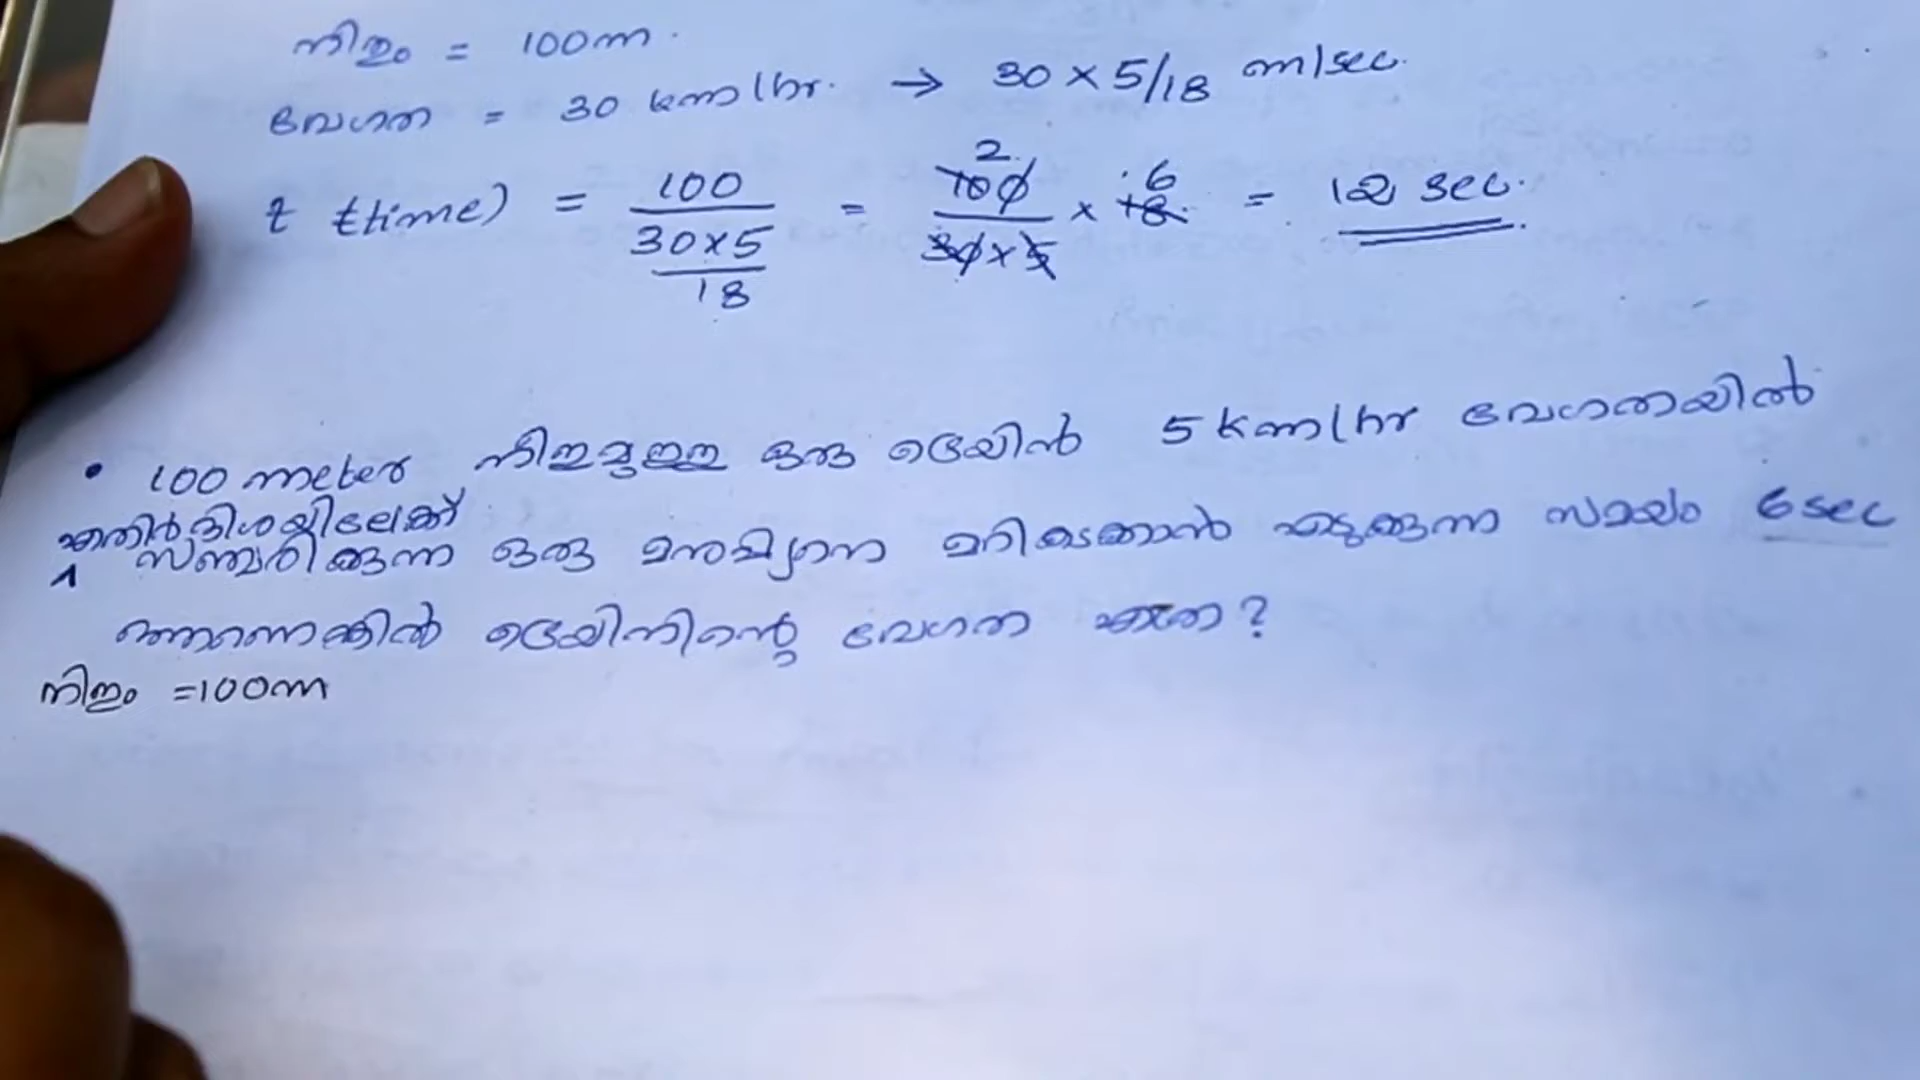 നീളം = 100m.
വേഗത = 30 km/hr. → 30 × 5/18 m/sec.
t (time) = 100 / (30×5 / 18) = 100 2 / 30×5 × 18 6 = 12 sec.
• 100 meter നീളമുള്ള ഒരു ട്രെയിൻ 5 km/hr വേഗതയിൽ
എതിർദിശയിലേക്ക്
സഞ്ചരിക്കുന്ന ഒരു മനുഷ്യനെ മറികടക്കാൻ എടുക്കുന്ന സമയം 6 sec
ആണെങ്കിൽ ട്രെയിനിന്റെ വേഗത എത്ര?
നീളം = 100m